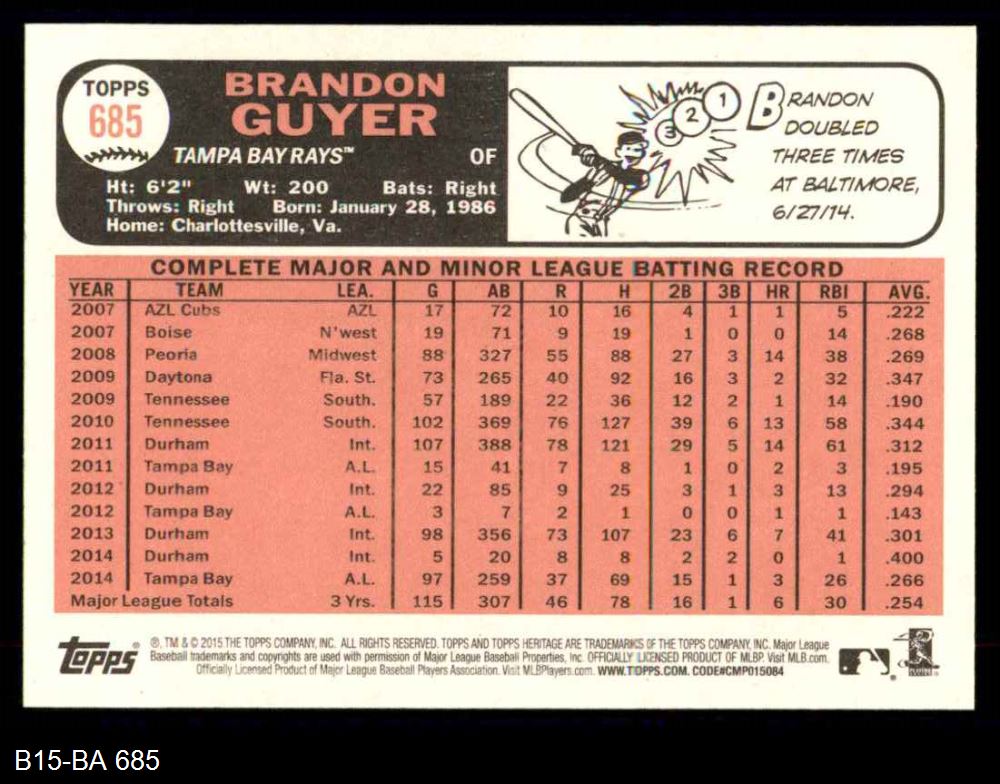 TOPPS
685
BRANDON
GUYER
TAMPA BAY RAYS™ OF
Ht: 6'2" Wt: 200 Bats: Right
Throws: Right Born: January 28, 1986
Home: Charlottesville, Va.
1
2
3
BRANDON
DOUBLED
THREE TIMES
AT BALTIMORE,
6/27/14.
COMPLETE MAJOR AND MINOR LEAGUE BATTING RECORD
YEAR TEAM LEA. G AB R H 2B 3B HR RBI AVG.
2007 AZL Cubs AZL 17 72 10 16 4 1 1 5 .222
2007 Boise N'west 19 71 9 19 1 0 0 14 .268
2008 Peoria Midwest 88 327 55 88 27 3 14 38 .269
2009 Daytona Fla. St. 73 265 40 92 16 3 2 32 .347
2009 Tennessee South. 57 189 22 36 12 2 1 14 .190
2010 Tennessee South. 102 369 76 127 39 6 13 58 .344
2011 Durham Int. 107 388 78 121 29 5 14 61 .312
2011 Tampa Bay A.L. 15 41 7 8 1 0 2 3 .195
2012 Durham Int. 22 85 9 25 3 1 3 13 .294
2012 Tampa Bay A.L. 3 7 2 1 0 0 1 1 .143
2013 Durham Int. 98 356 73 107 23 6 7 41 .301
2014 Durham Int. 5 20 8 8 2 2 0 1 .400
2014 Tampa Bay A.L. 97 259 37 69 15 1 3 26 .266
Major League Totals 3 Yrs. 115 307 46 78 16 1 6 30 .254
Topps
®, TM & © 2015 THE TOPPS COMPANY, INC. ALL RIGHTS RESERVED. TOPPS AND TOPPS HERITAGE ARE TRADEMARKS OF THE TOPPS COMPANY, INC. Major League
Baseball trademarks and copyrights are used with permission of Major League Baseball Properties, Inc. OFFICIALLY LICENSED PRODUCT OF MLBP. Visit MLB.com.
Officially Licensed Product of Major League Baseball Players Association. Visit MLBPlayers.com. WWW.TOPPS.COM. CODE#CMP015084
B15-BA 685